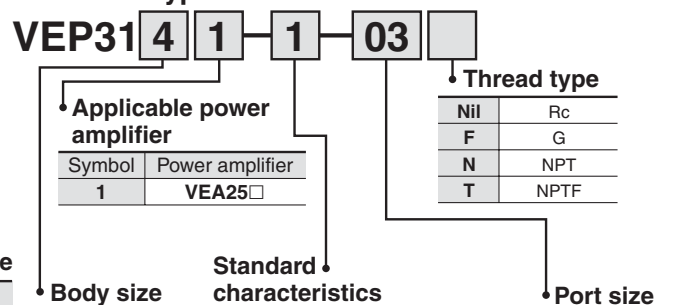 VEP31 4 1 1 03
Thread type
Nil Rc
F G
N NPT
T NPTF
Applicable power
amplifier
Symbol Power amplifier
1 VEA25□
e
Body size
Standard
characteristics
Port size